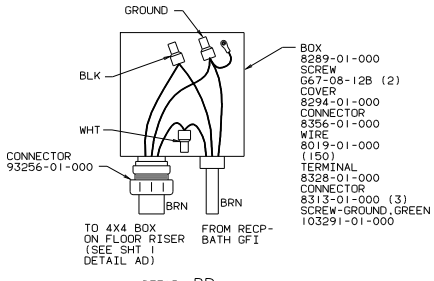 GROUND
BLK
WHT
CONNECTOR
93256-01-000
BRN
BRN
TO 4X4 BOX
ON FLOOR RISER
(SEE SHT 1
DETAIL AD)
FROM RECP-
BATH GFI
BOX
8289-01-000
SCREW
G67-08-12B (2)
COVER
8294-01-000
CONNECTOR
8356-01-000
WIRE
8019-01-000
(150)
TERMINAL
8328-01-000
CONNECTOR
8313-01-000 (3)
SCREW-GROUND,GREEN
103291-01-000